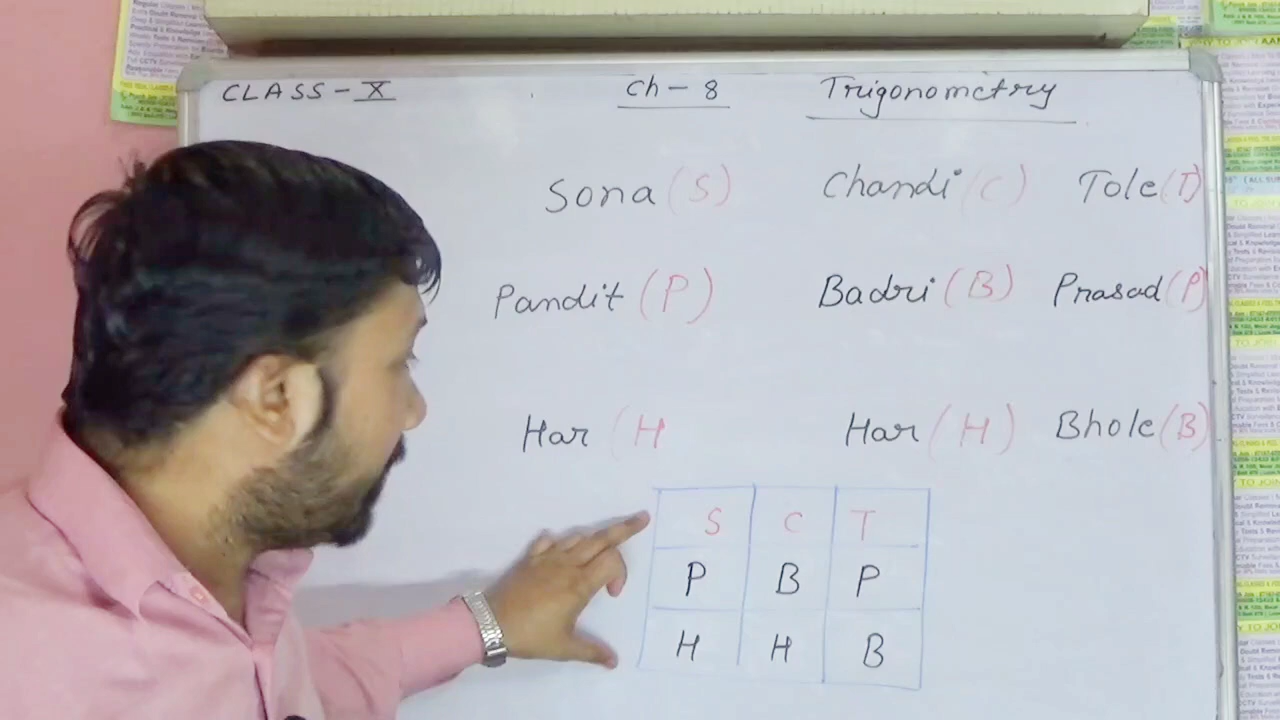 CLASS - X Ch - 8 Trigonometry
Sona (S) Chandi (C) Tole (T)
Pandit (P) Badri (B) Prasad (P)
Har (H Har (H) Bhole (B)
S C T
P B P
H H B